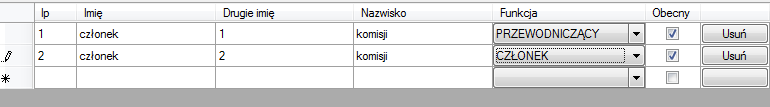 lp Imię Drugie imię Nazwisko Funkcja Obecny
1 członek 1 komisji PRZEWODNICZĄCY Usuń
2 członek 2 komisji CZŁONEK Usuń